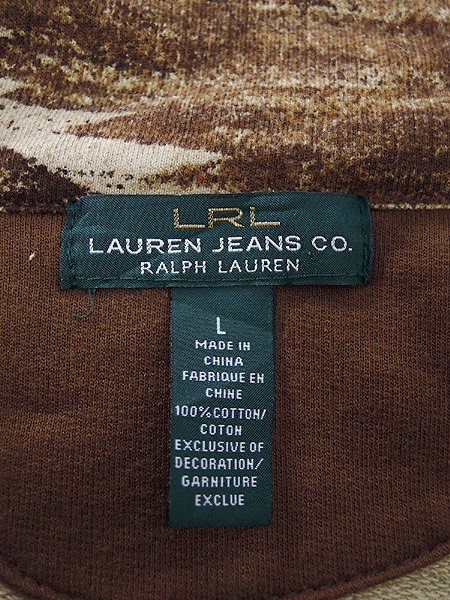 LRL
LAUREN JEANS CO.
RALPH LAUREN
L
MADE IN
CHINA
FABRIQUE EN
CHINE
100% COTTON/
COTON
EXCLUSIVE OF
DECORATION/
GARNITURE
EXCLUE